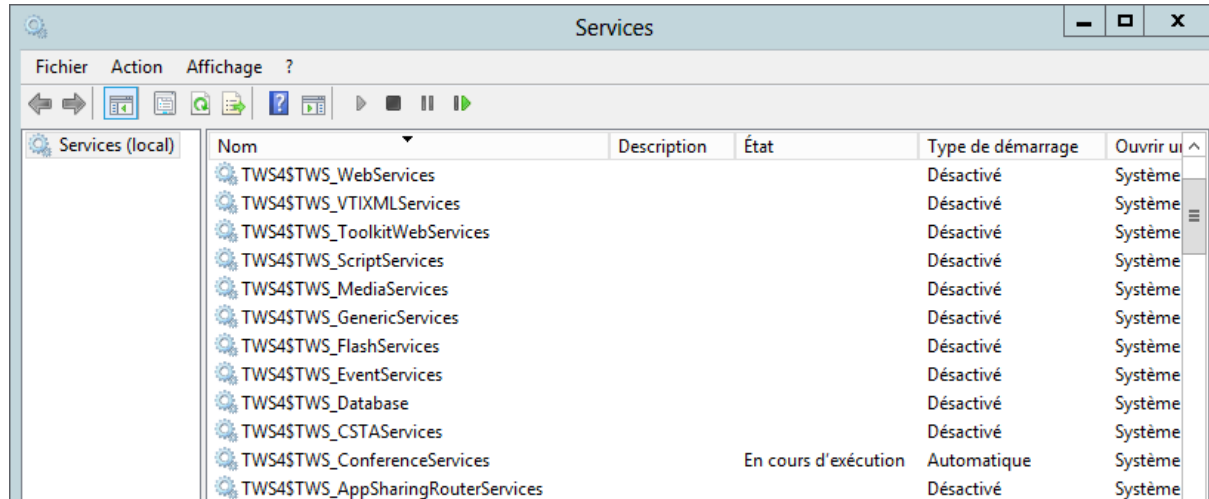 Services
Fichier Action Affichage ?
Services (local)
Nom Description État Type de démarrage Ouvrir
TWS4$TWS_WebServices Désactivé Système
TWS4$TWS_VTIXMLServices Désactivé Système
TWS4$TWS_ToolkitWebServices Désactivé Système
TWS4$TWS_ScriptServices Désactivé Système
TWS4$TWS_MediaServices Désactivé Système
TWS4$TWS_GenericServices Désactivé Système
TWS4$TWS_FlashServices Désactivé Système
TWS4$TWS_EventServices Désactivé Système
TWS4$TWS_Database Désactivé Système
TWS4$TWS_CSTAServices Désactivé Système
TWS4$TWS_ConferenceServices En cours d'exécution Automatique Système
TWS4$TWS_AppSharingRouterServices Désactivé Système